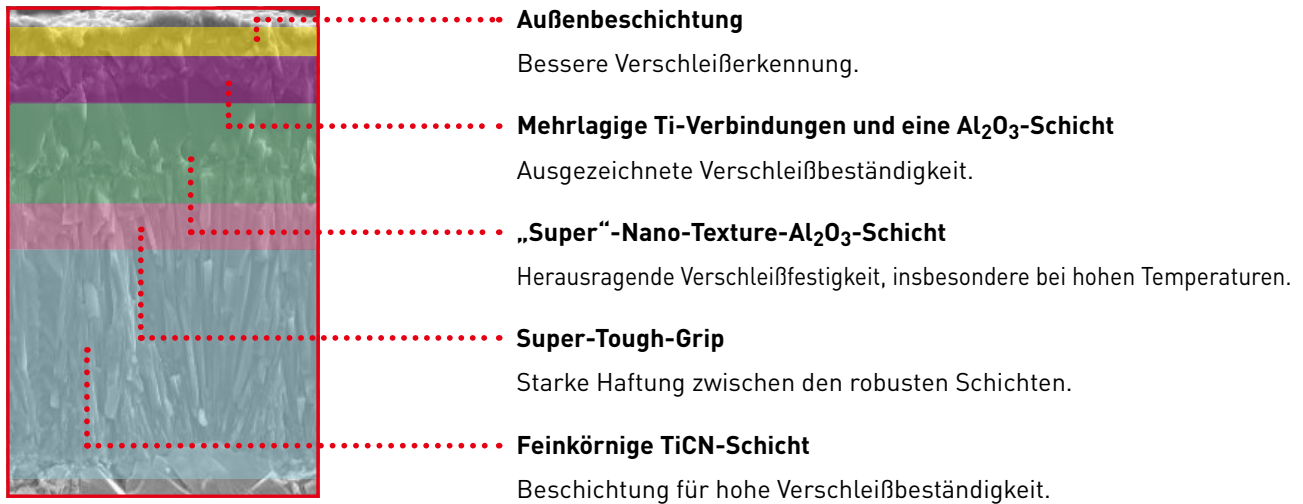 Außenbeschichtung
Bessere Verschleißerkennung.
Mehrlagige Ti-Verbindungen und eine Al₂O₃-Schicht
Ausgezeichnete Verschleißbeständigkeit.
„Super“-Nano-Texture-Al₂O₃-Schicht
Herausragende Verschleißfestigkeit, insbesondere bei hohen Temperaturen.
Super-Tough-Grip
Starke Haftung zwischen den robusten Schichten.
Feinkörnige TiCN-Schicht
Beschichtung für hohe Verschleißbeständigkeit.